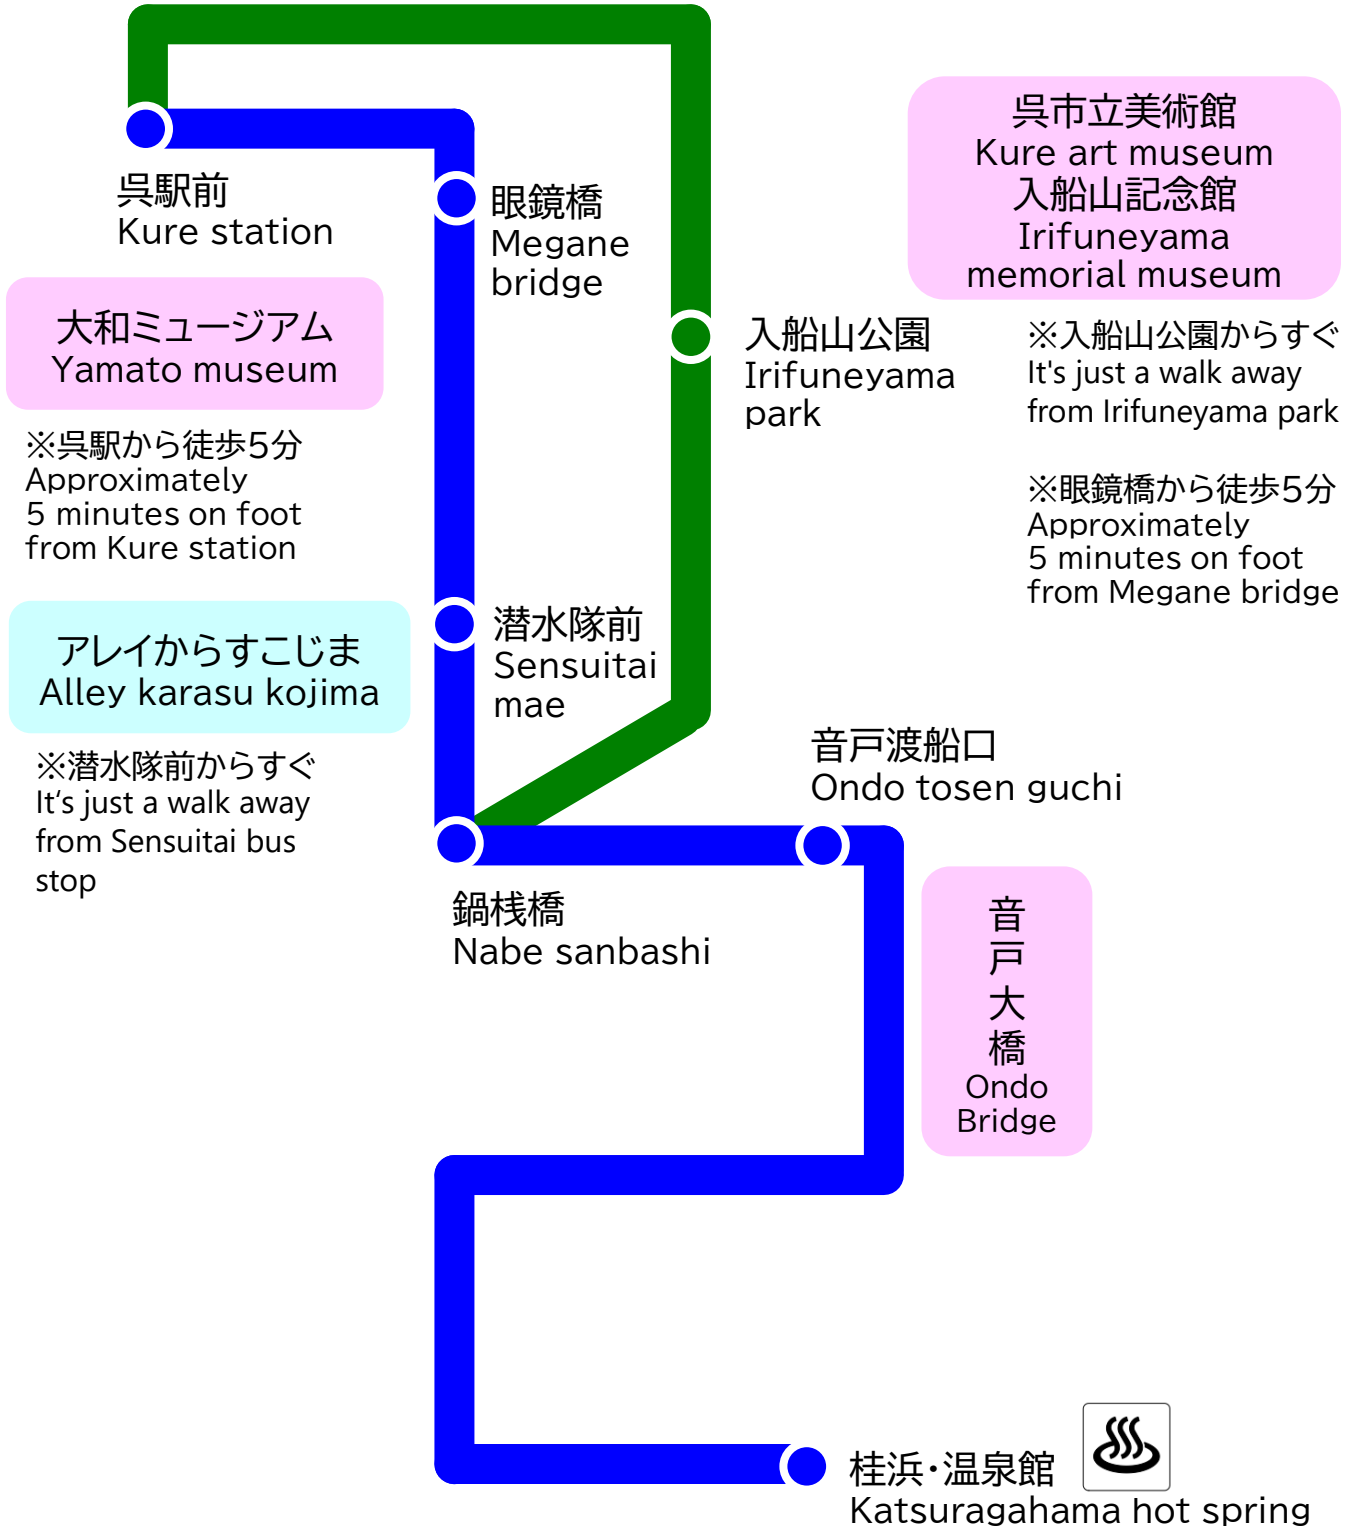 呉駅前
Kure station
眼鏡橋
Megane
bridge
呉市立美術館
Kure art museum
入船山記念館
Irifuneyama
memorial museum
大和ミュージアム
Yamato museum
※呉駅から徒歩5分
Approximately
5 minutes on foot
from Kure station
入船山公園
Irifuneyama
park
※入船山公園からすぐ
It's just a walk away
from Irifuneyama park
※眼鏡橋から徒歩5分
Approximately
5 minutes on foot
from Megane bridge
アレイからすこじま
Alley karasu kojima
※潜水隊前からすぐ
It‘s just a walk away
from Sensuitai bus
stop
潜水隊前
Sensuitai
mae
音戸渡船口
Ondo tosen guchi
鍋桟橋
Nabe sanbashi
音戸大橋
Ondo
Bridge
桂浜・温泉館
Katsuragahama hot spring